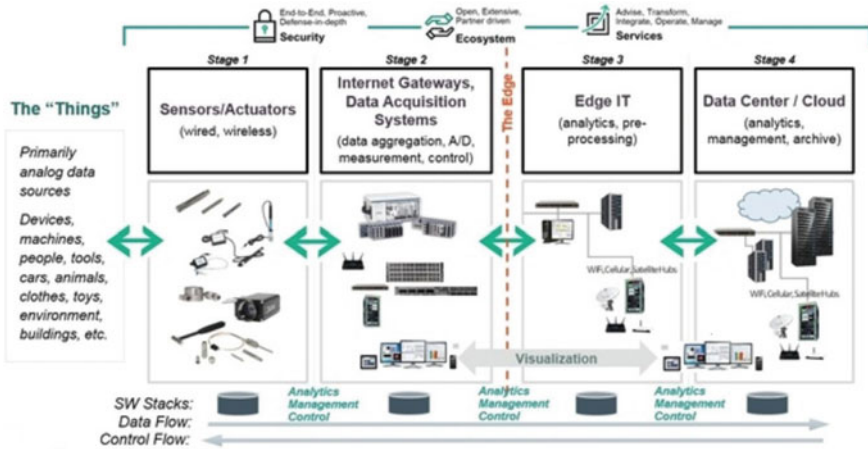 End-to-End, Proactive,
Defense-in-depth
Security
Open, Extensive,
Partner driven
Ecosystem
Advise, Transform,
Integrate, Operate, Manage
Services
Stage 1
Stage 2
Stage 3
Stage 4
The "Things"
Primarily
analog data
sources
Devices,
machines,
people, tools,
cars, animals,
clothes, toys,
environment,
buildings, etc.
Sensors/Actuators
(wired, wireless)
Internet Gateways,
Data Acquisition
Systems
(data aggregation, A/D,
measurement, control)
The Edge
Edge IT
(analytics, pre-
processing)
Data Center / Cloud
(analytics,
management, archive)
WiFi,Cellular,SatelliteHubs
WiFi,Cellular,SatelliteHubs
Visualization
SW Stacks:
Data Flow:
Control Flow:
Analytics
Management
Control
Analytics
Management
Control
Analytics
Management
Control